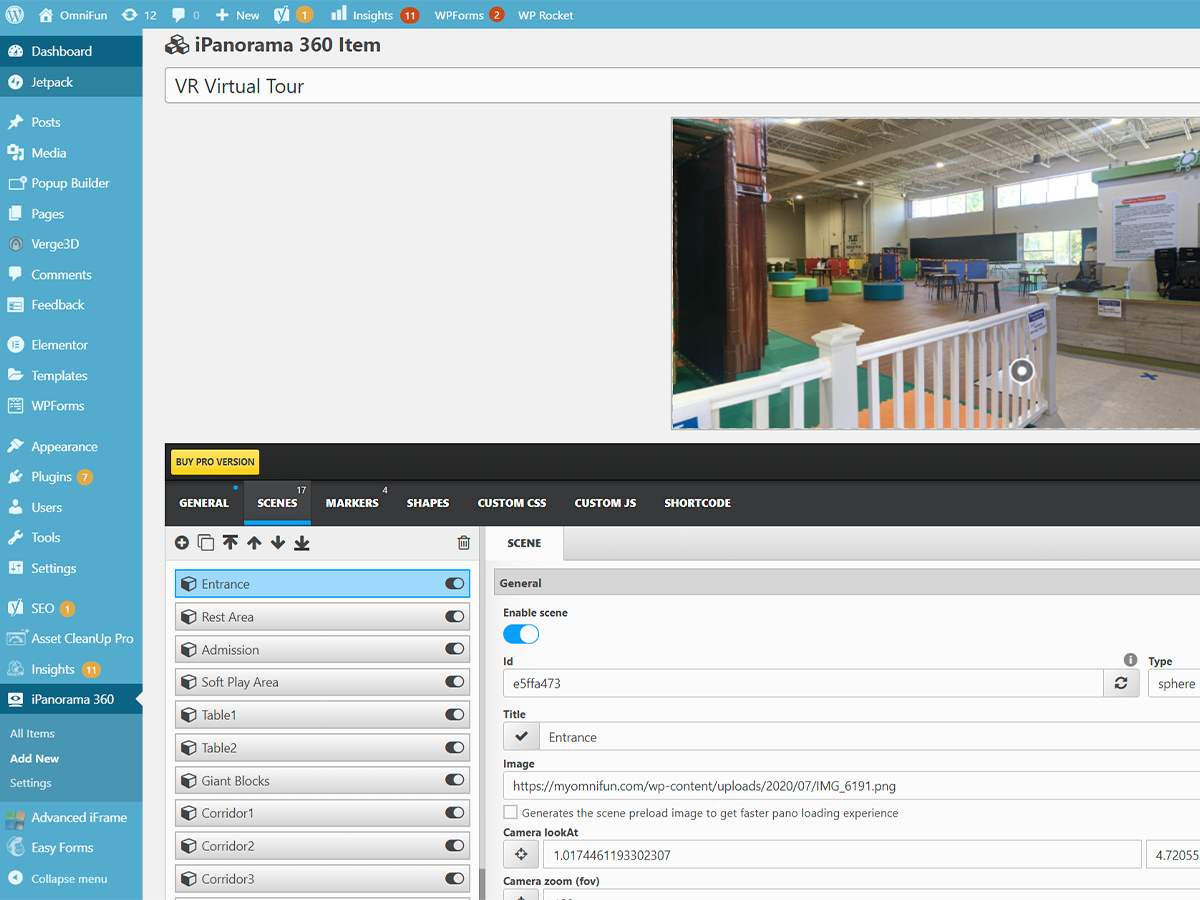 OmniFun 12 0 New 1 Insights 11 WPForms 2 WP Rocket
Dashboard
Jetpack
Posts
Media
Popup Builder
Pages
Verge3D
Comments
Feedback
Elementor
Templates
WPForms
Appearance
Plugins 7
Users
Tools
Settings
SEO 1
Asset CleanUp Pro
Insights 11
iPanorama 360
All Items
Add New
Settings
Advanced iFrame
Easy Forms
Collapse menu
iPanorama 360 Item
VR Virtual Tour
BUY PRO VERSION
GENERAL SCENES 17 MARKERS 4 SHAPES CUSTOM CSS CUSTOM JS SHORTCODE
Entrance
Rest Area
Admission
Soft Play Area
Table1
Table2
Giant Blocks
Corridor1
Corridor2
Corridor3
SCENE
General
Enable scene
Id
Type
e5ffa473
sphere
Title
Entrance
Image
https://myomnifun.com/wp-content/uploads/2020/07/IMG_6191.png
Generates the scene preload image to get faster pano loading experience
Camera lookAt
1.0174461193302307
4.72055
Camera zoom (fov)